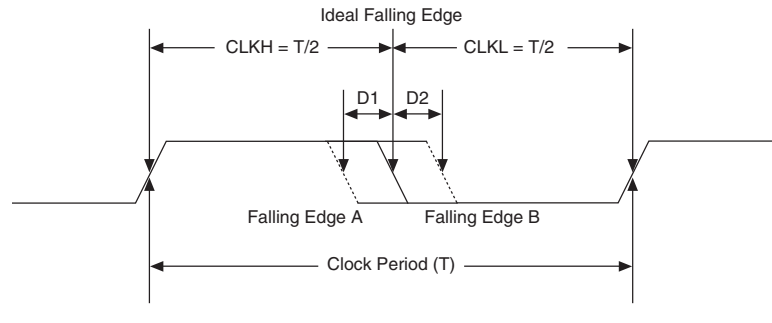 Ideal Falling Edge
CLKH = T/2
CLKL = T/2
D1
D2
Falling Edge A
Falling Edge B
Clock Period (T)